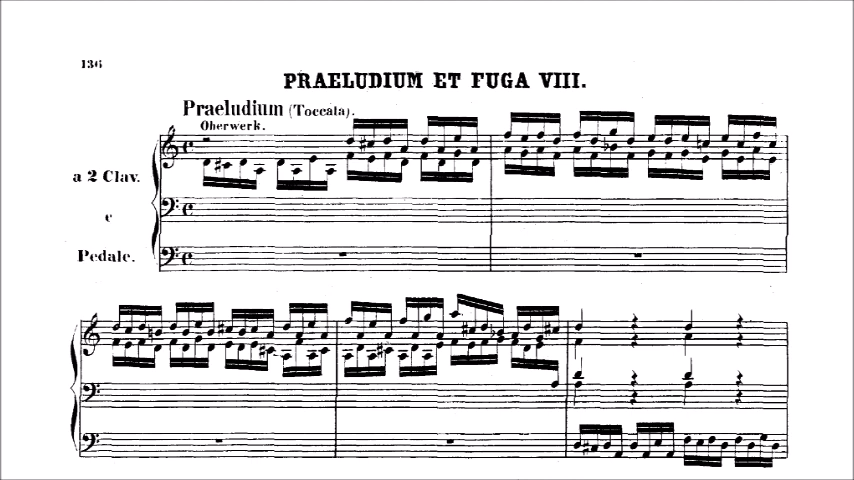 136
PRAELUDIUM ET FUGA VIII.
Praeludium (Toccata).
Oberwerk.
a 2 Clav.
e
Pedale.